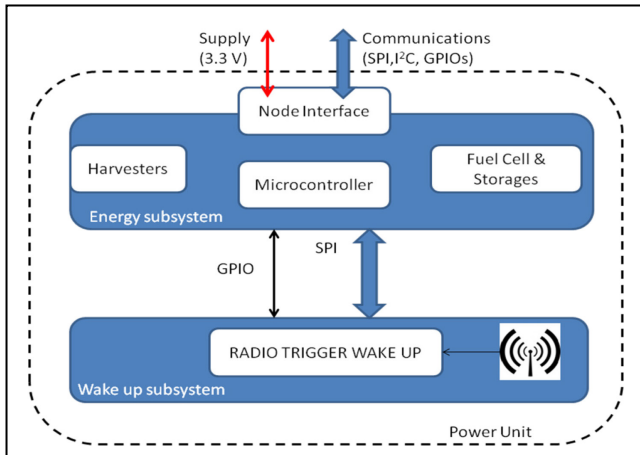 Supply
(3.3 V)
Communications
(SPI,I²C, GPIOs)
Node Interface
Harvesters
Microcontroller
Fuel Cell &
Storages
Energy subsystem
GPIO
SPI
RADIO TRIGGER WAKE UP
Wake up subsystem
Power Unit